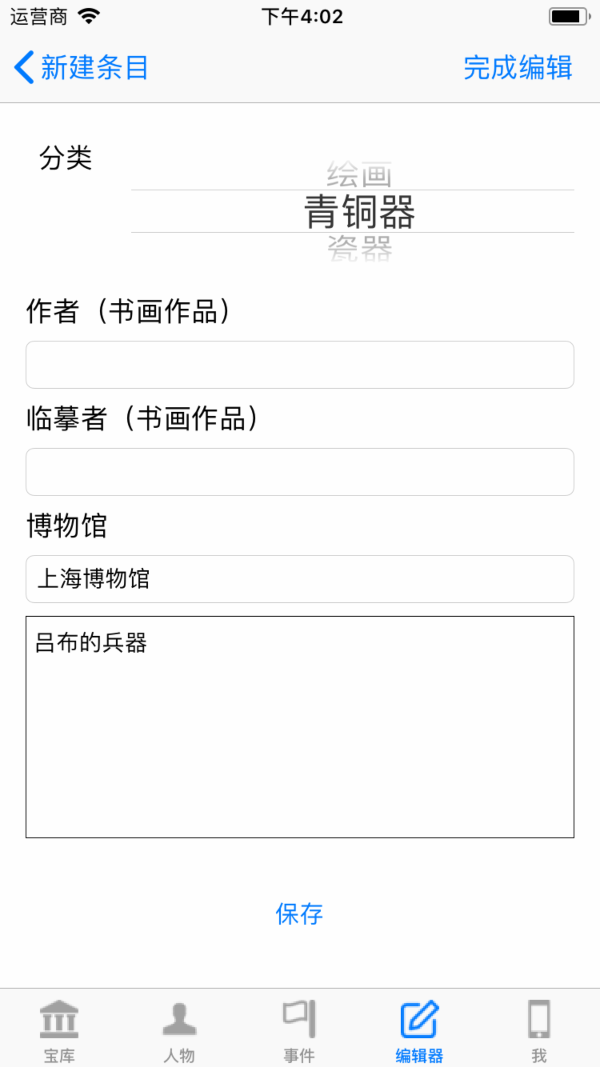 运营商 下午4:02
新建条目 完成编辑
分类
绘画
青铜器
瓷器
作者（书画作品）
临摹者（书画作品）
博物馆
上海博物馆
吕布的兵器
保存
宝库 人物 事件 编辑器 我